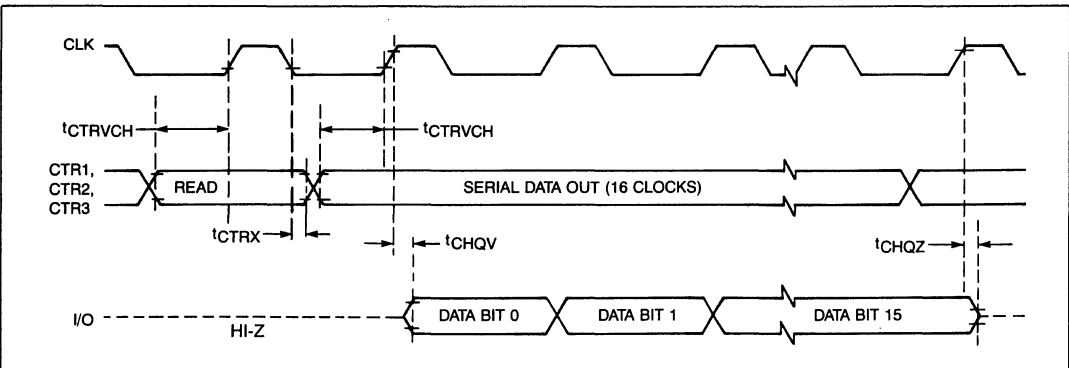 CLK
tCTRVCH
tCTRVCH
CTR1,
CTR2,
CTR3
READ
SERIAL DATA OUT (16 CLOCKS)
tCTRX
tCHQV
tCHQZ
I/O
HI-Z
DATA BIT 0
DATA BIT 1
DATA BIT 15